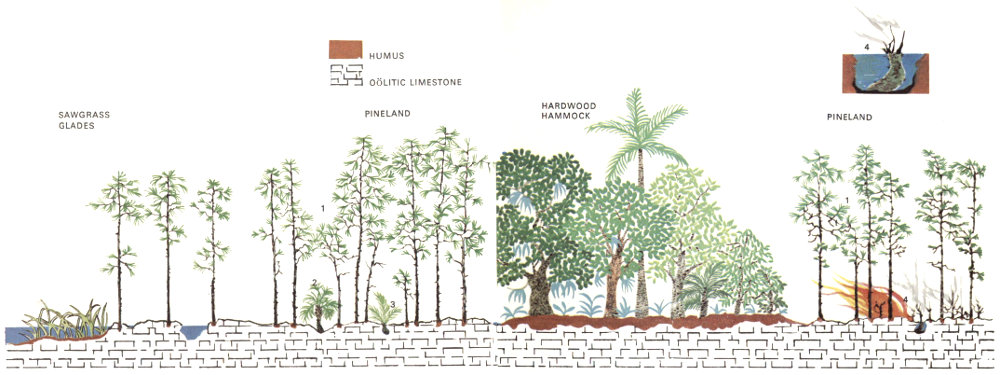 HUMUS
OÖLITIC LIMESTONE
SAWGRASS
GLADES
PINELAND
HARDWOOD
HAMMOCK
PINELAND
4
1
2
3
1
4